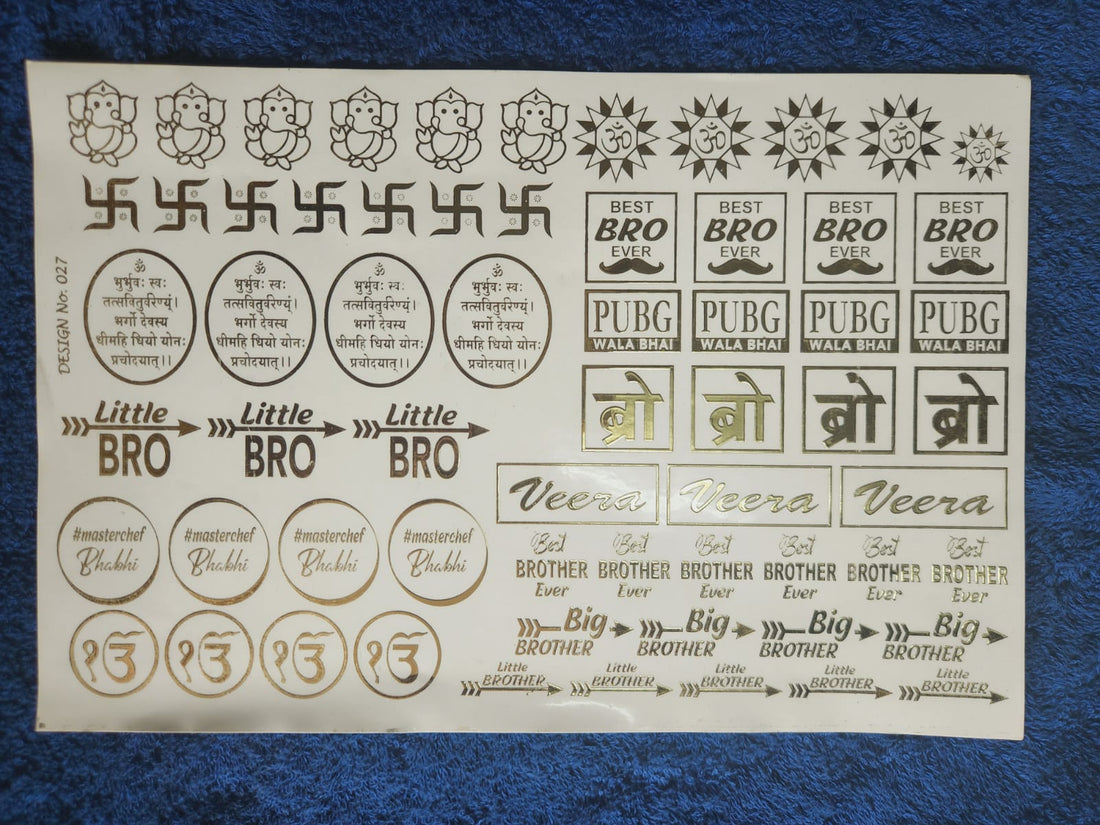 ॐ
ॐ
ॐ
ॐ
ॐ
DESIGN No. 027
ॐ
भुर्भुवः स्वः
तत्सवितुर्वरेण्यं।
भर्गो देवस्य
धीमहि धियो योनः
प्रचोदयात्।।
ॐ
भुर्भुवः स्वः
तत्सवितुर्वरेण्यं।
भर्गो देवस्य
धीमहि धियो योनः
प्रचोदयात्।।
ॐ
भुर्भुवः स्वः
तत्सवितुर्वरेण्यं।
भर्गो देवस्य
धीमहि धियो योनः
प्रचोदयात्।।
ॐ
भुर्भुवः स्वः
तत्सवितुर्वरेण्यं।
भर्गो देवस्य
धीमहि धियो योनः
प्रचोदयात्।।
BEST
BRO
EVER
BEST
BRO
EVER
BEST
BRO
EVER
BEST
BRO
EVER
PUBG
WALA BHAI
PUBG
WALA BHAI
PUBG
WALA BHAI
PUBG
WALA BHAI
ब्रो
ब्रो
ब्रो
ब्रो
Little
BRO
Little
BRO
Little
BRO
Veera
Veera
Veera
#masterchef
Bhabhi
#masterchef
Bhabhi
#masterchef
Bhabhi
#masterchef
Bhabhi
Best
BROTHER
Ever
Best
BROTHER
Ever
Best
BROTHER
Ever
Best
BROTHER
Ever
Best
BROTHER
Ever
Best
BROTHER
Ever
ੴ
ੴ
ੴ
ੴ
Big
BROTHER
Big
BROTHER
Big
BROTHER
Big
BROTHER
Little
BROTHER
Little
BROTHER
Little
BROTHER
Little
BROTHER
Little
BROTHER